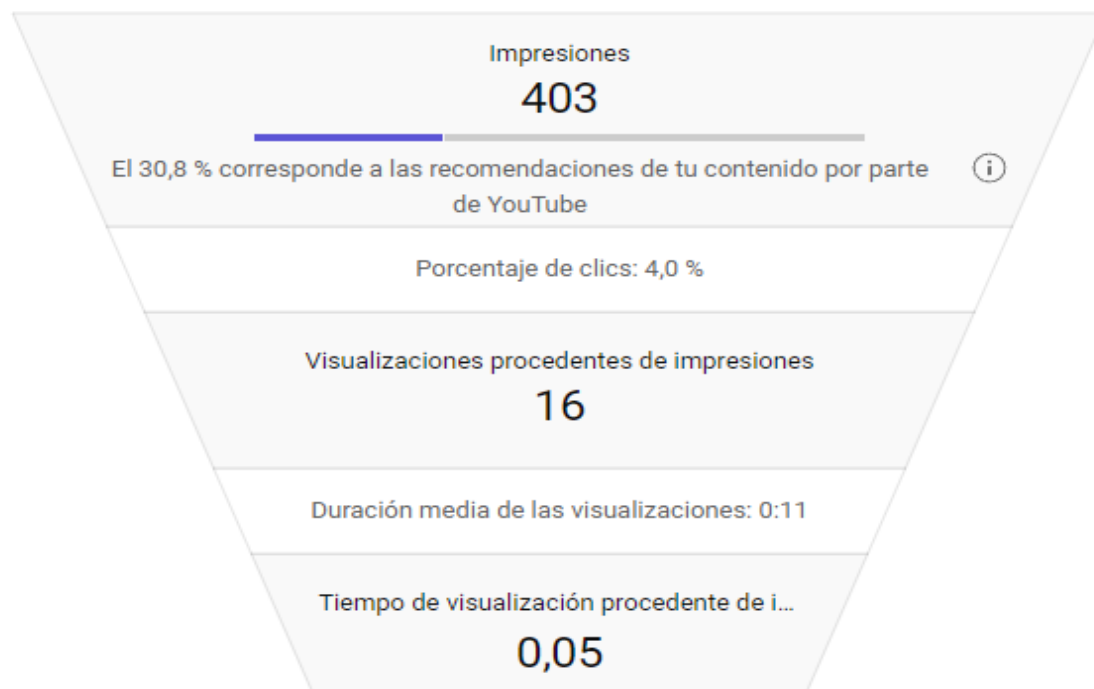 Impresiones
403
El 30,8 % corresponde a las recomendaciones de tu contenido por parte
de YouTube
Porcentaje de clics: 4,0 %
Visualizaciones procedentes de impresiones
16
Duración media de las visualizaciones: 0:11
Tiempo de visualización procedente de i...
0,05